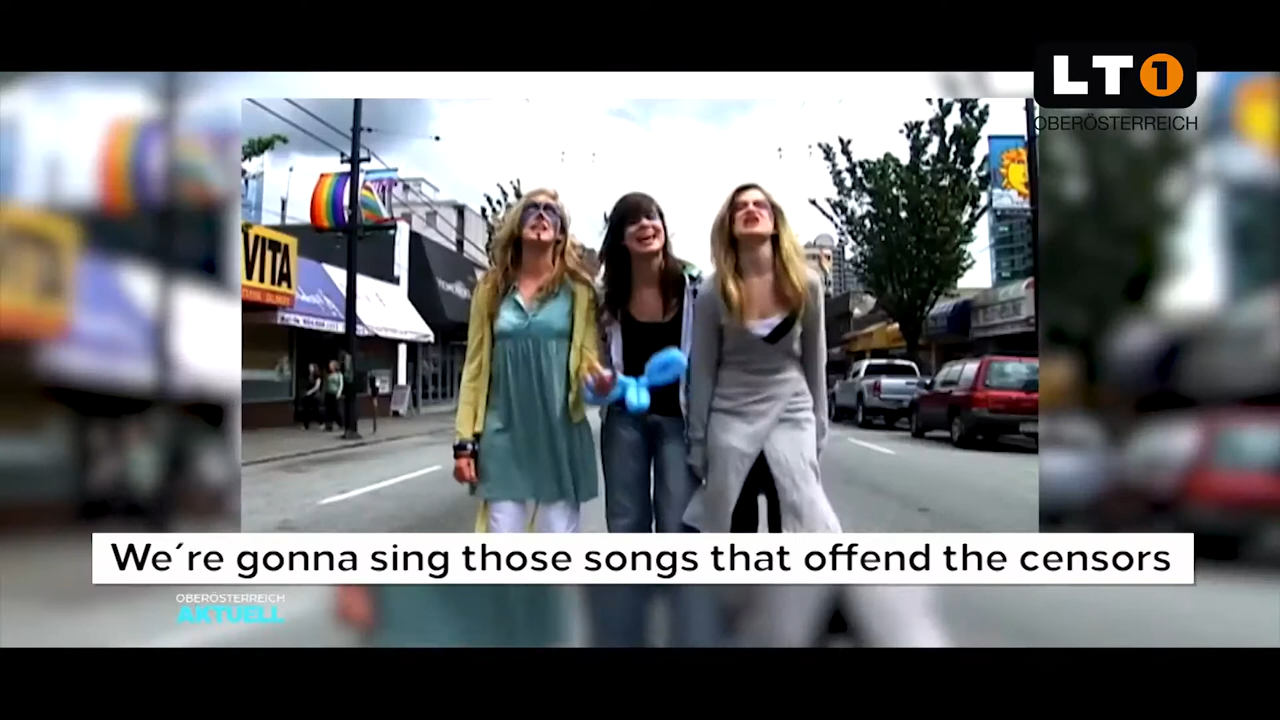 LT1
OBERÖSTERREICH
VITA
We´re gonna sing those songs that offend the censors
OBERÖSTERREICH
AKTUELL